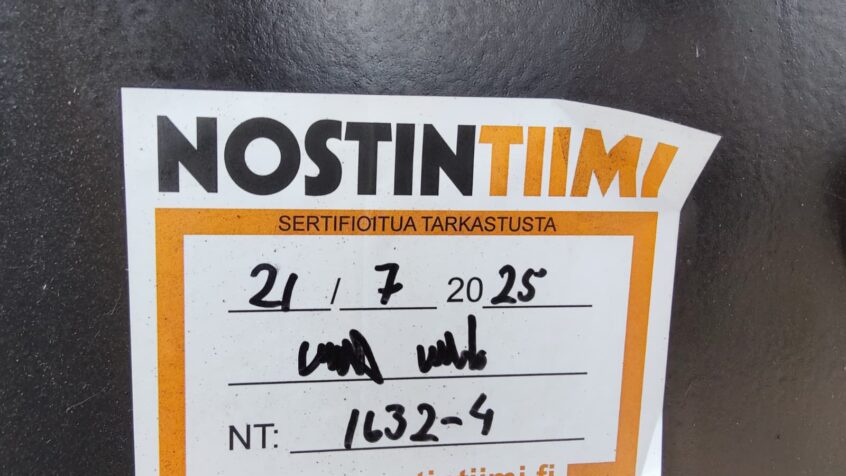 NOSTINTIIMI
SERTIFIOITUA TARKASTUSTA
21 / 7 2025
NT: 1632-4